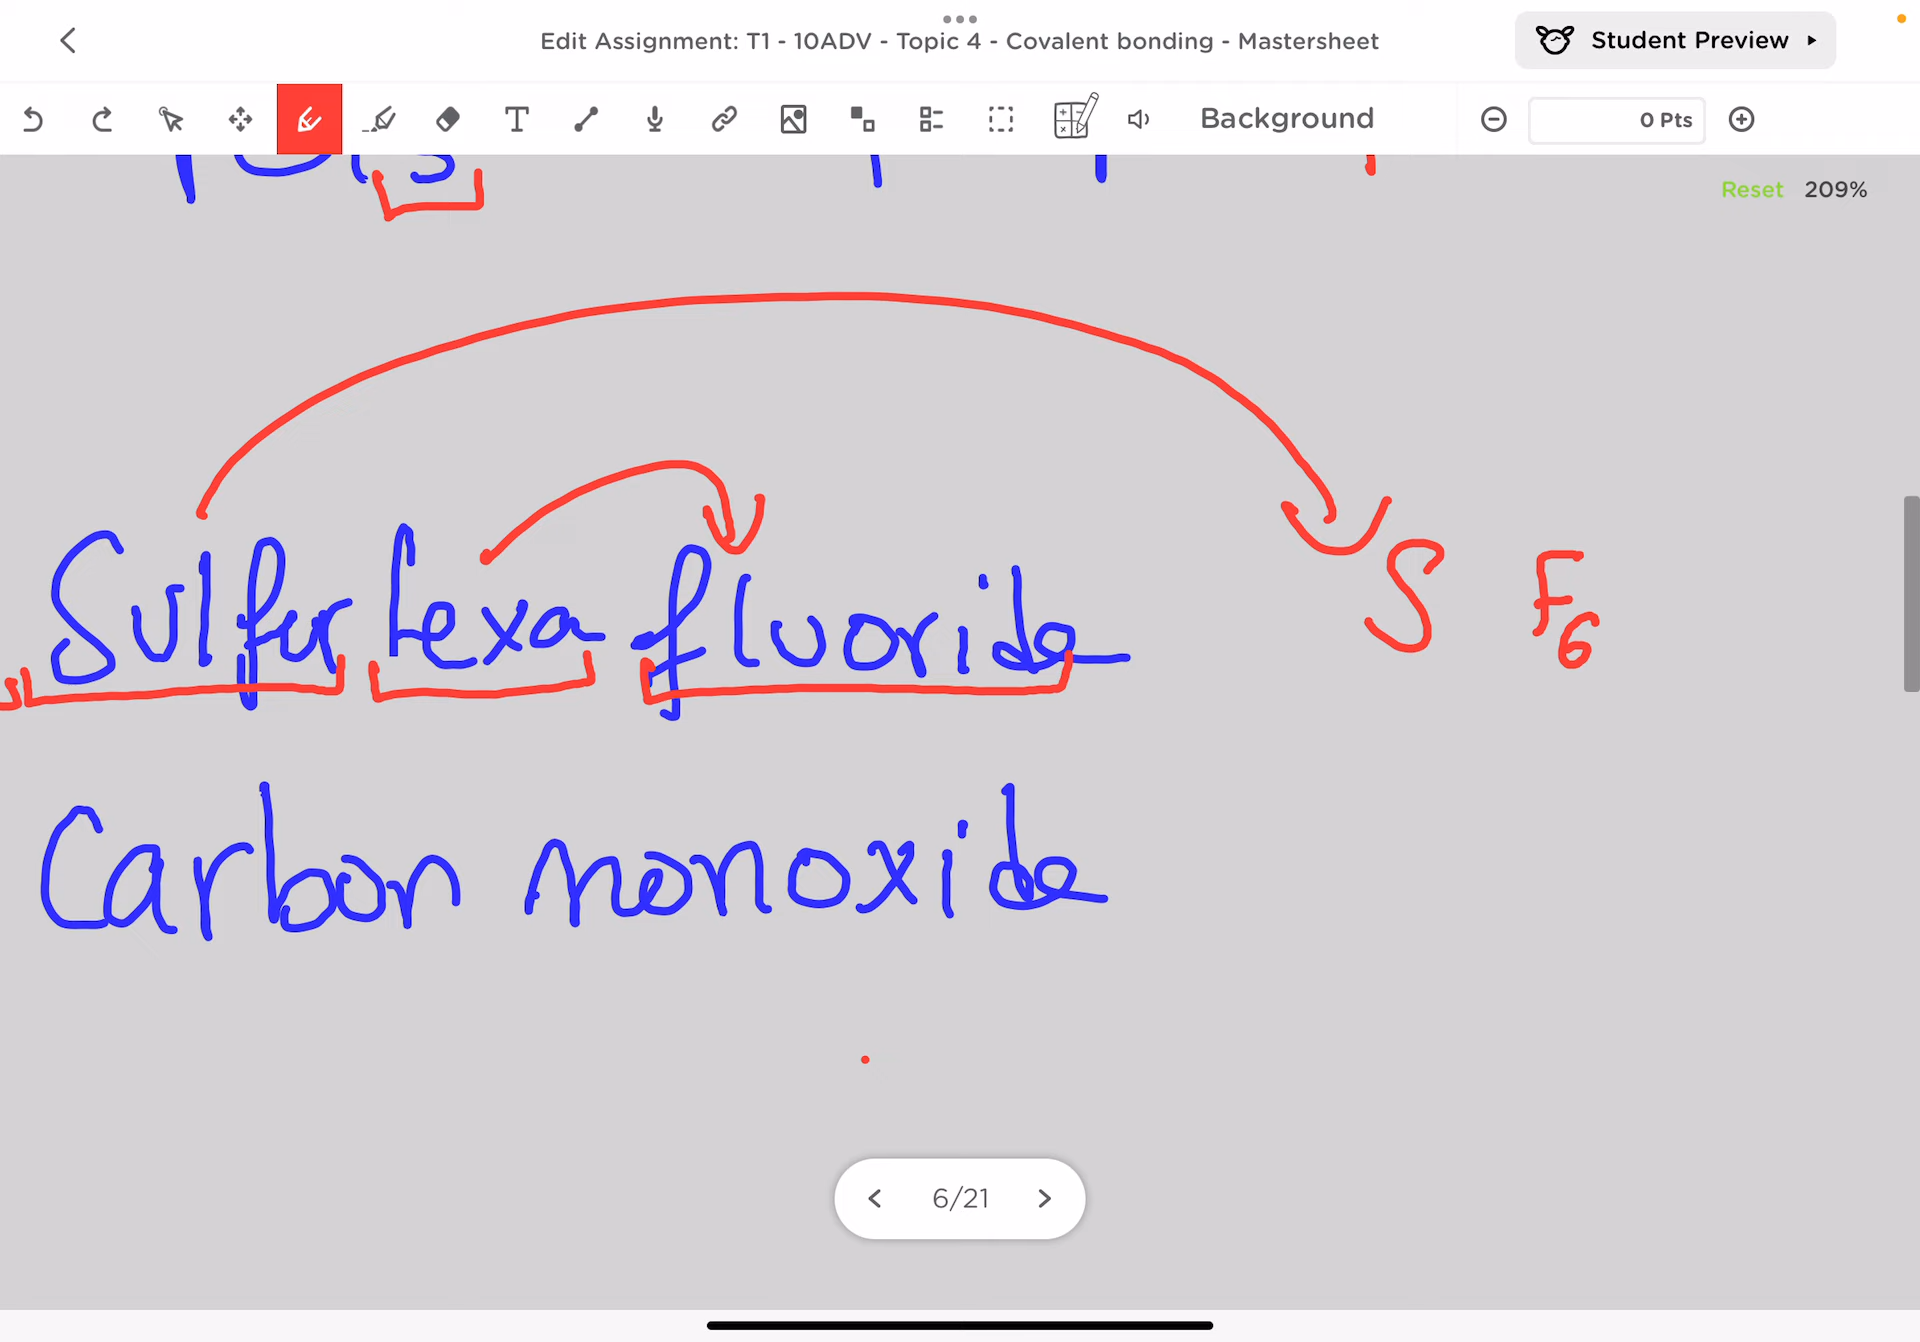 Edit Assignment: T1 - 10ADV - Topic 4 - Covalent bonding - Mastersheet
Student Preview
Background
0 Pts
Reset 209%
Sulfur hexa fluoride S F6
Carbon monoxide
6/21